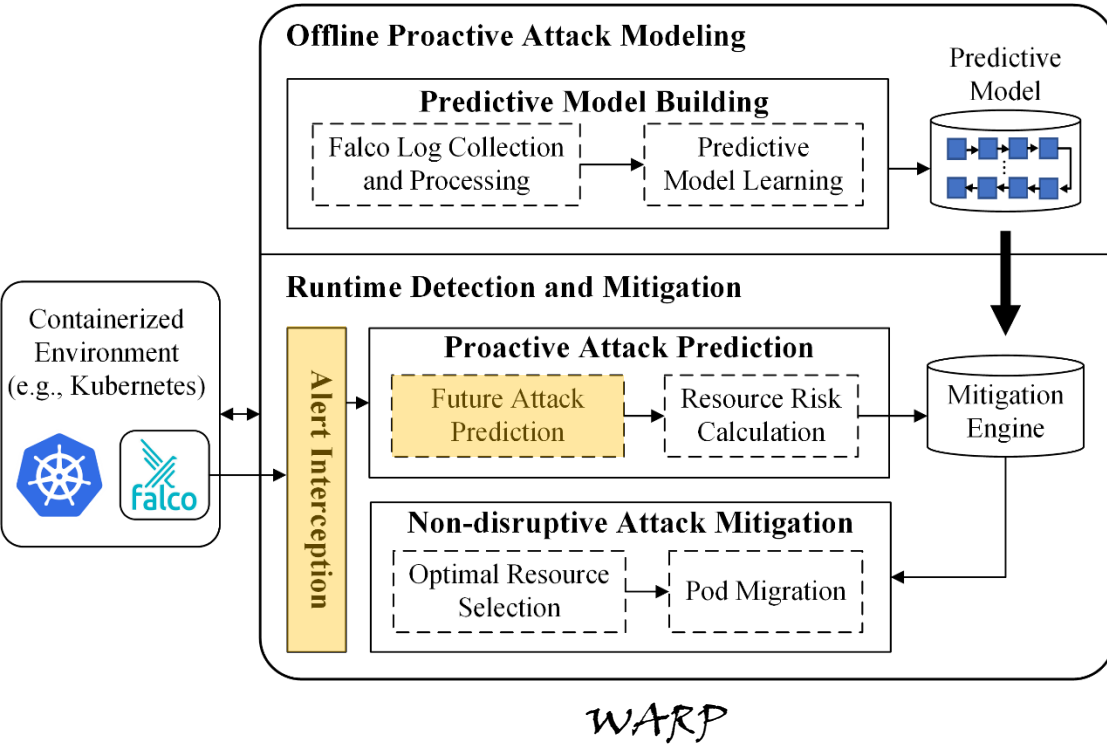 Offline Proactive Attack Modeling
Predictive Model Building
Falco Log Collection
and Processing
Predictive
Model Learning
Predictive
Model
Containerized
Environment
(e.g., Kubernetes)
falco
Runtime Detection and Mitigation
Alert Interception
Proactive Attack Prediction
Future Attack
Prediction
Resource Risk
Calculation
Mitigation
Engine
Non-disruptive Attack Mitigation
Optimal Resource
Selection
Pod Migration
WARP